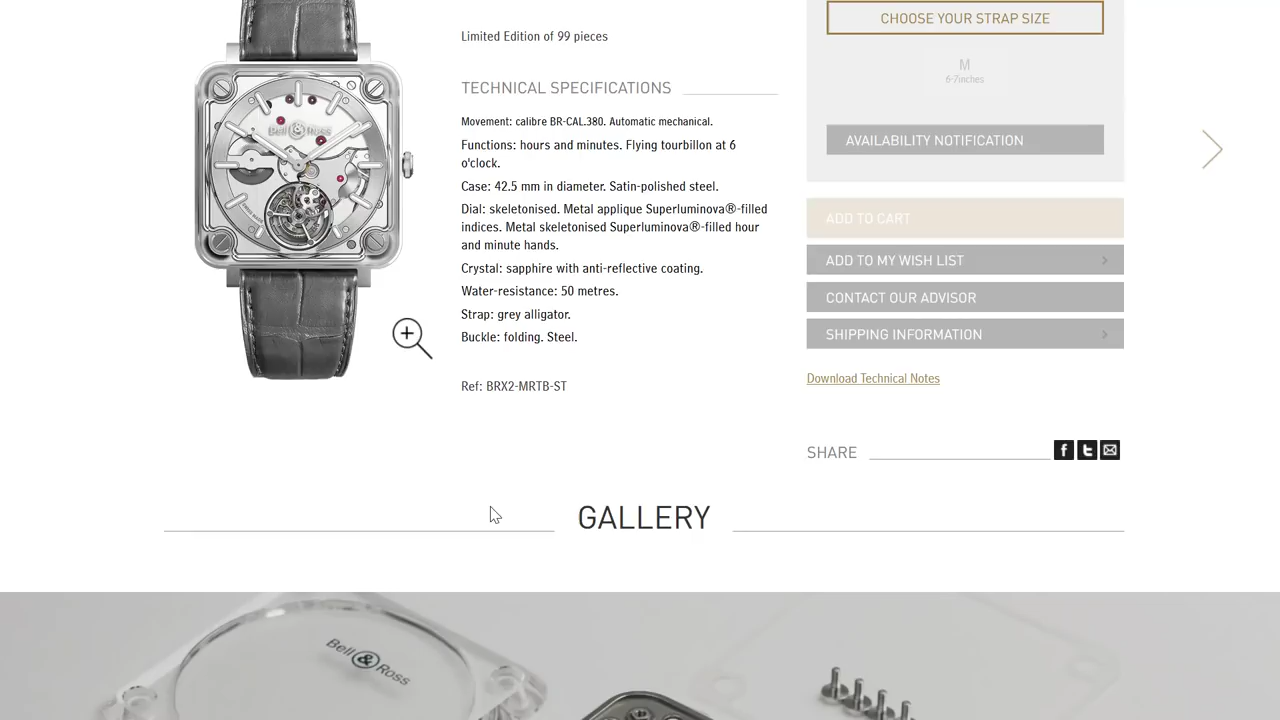 Limited Edition of 99 pieces
TECHNICAL SPECIFICATIONS
Movement: calibre BR-CAL.380. Automatic mechanical.
Functions: hours and minutes. Flying tourbillon at 6
o'clock.
Case: 42.5 mm in diameter. Satin-polished steel.
Dial: skeletonised. Metal applique Superluminova®-filled
indices. Metal skeletonised Superluminova®-filled hour
and minute hands.
Crystal: sapphire with anti-reflective coating.
Water-resistance: 50 metres.
Strap: grey alligator.
Buckle: folding. Steel.
Ref: BRX2-MRTB-ST
Bell & Ross
CHOOSE YOUR STRAP SIZE
M
6-7inches
AVAILABILITY NOTIFICATION
ADD TO CART
ADD TO MY WISH LIST
CONTACT OUR ADVISOR
SHIPPING INFORMATION
Download Technical Notes
SHARE
GALLERY
Bell & Ross